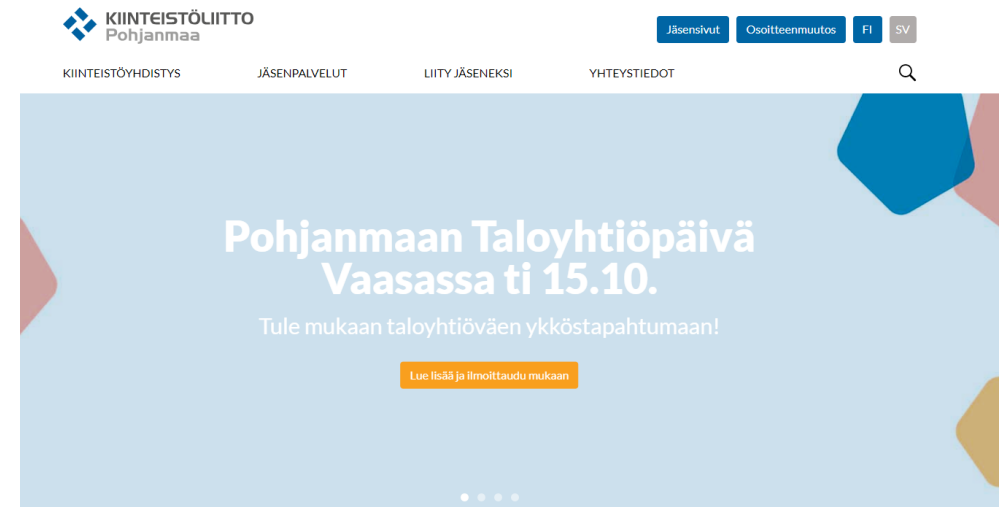 KIINTEISTÖLIITTO
Pohjanmaa
Jäsensivut Osoitteenmuutos FI SV
KIINTEISTÖYHDISTYS JÄSENPALVELUT LIITY JÄSENEKSI YHTEYSTIEDOT
Pohjanmaan Taloyhtiöpäivä
Vaasassa ti 15.10.
Tule mukaan taloyhtiöväen ykköstapahtumaan!
Lue lisää ja ilmoittaudu mukaan